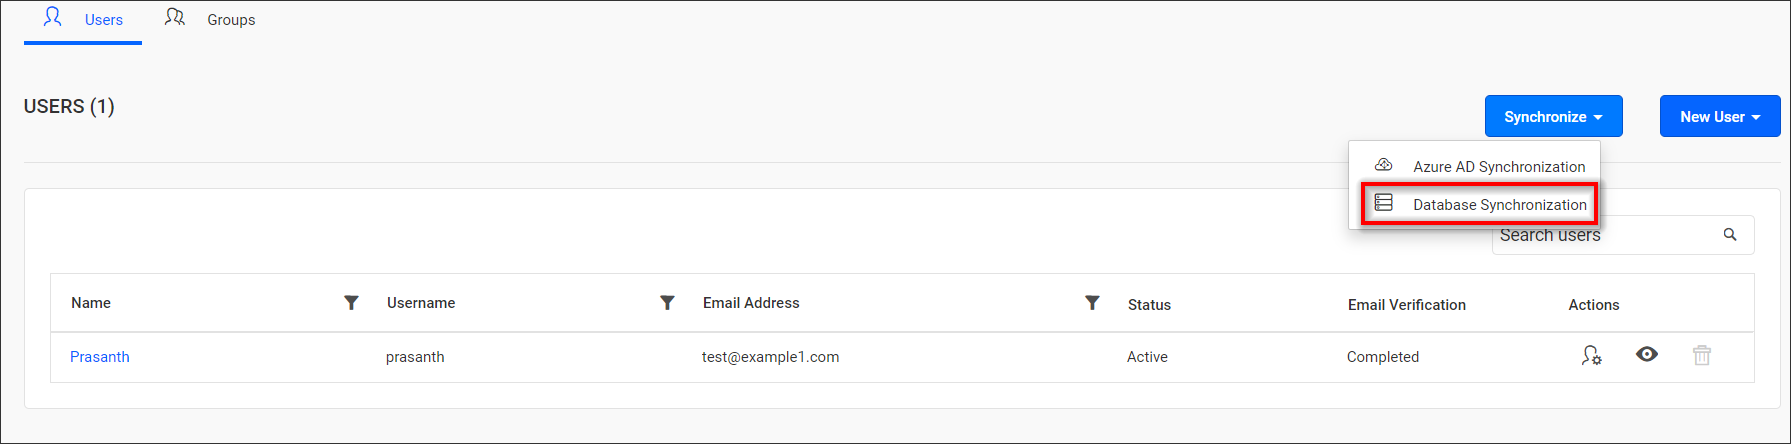 Users
Groups
USERS (1)
Synchronize
New User
Azure AD Synchronization
Database Synchronization
Search users
Name
Username
Email Address
Status
Email Verification
Actions
Prasanth
prasanth
test@example1.com
Active
Completed